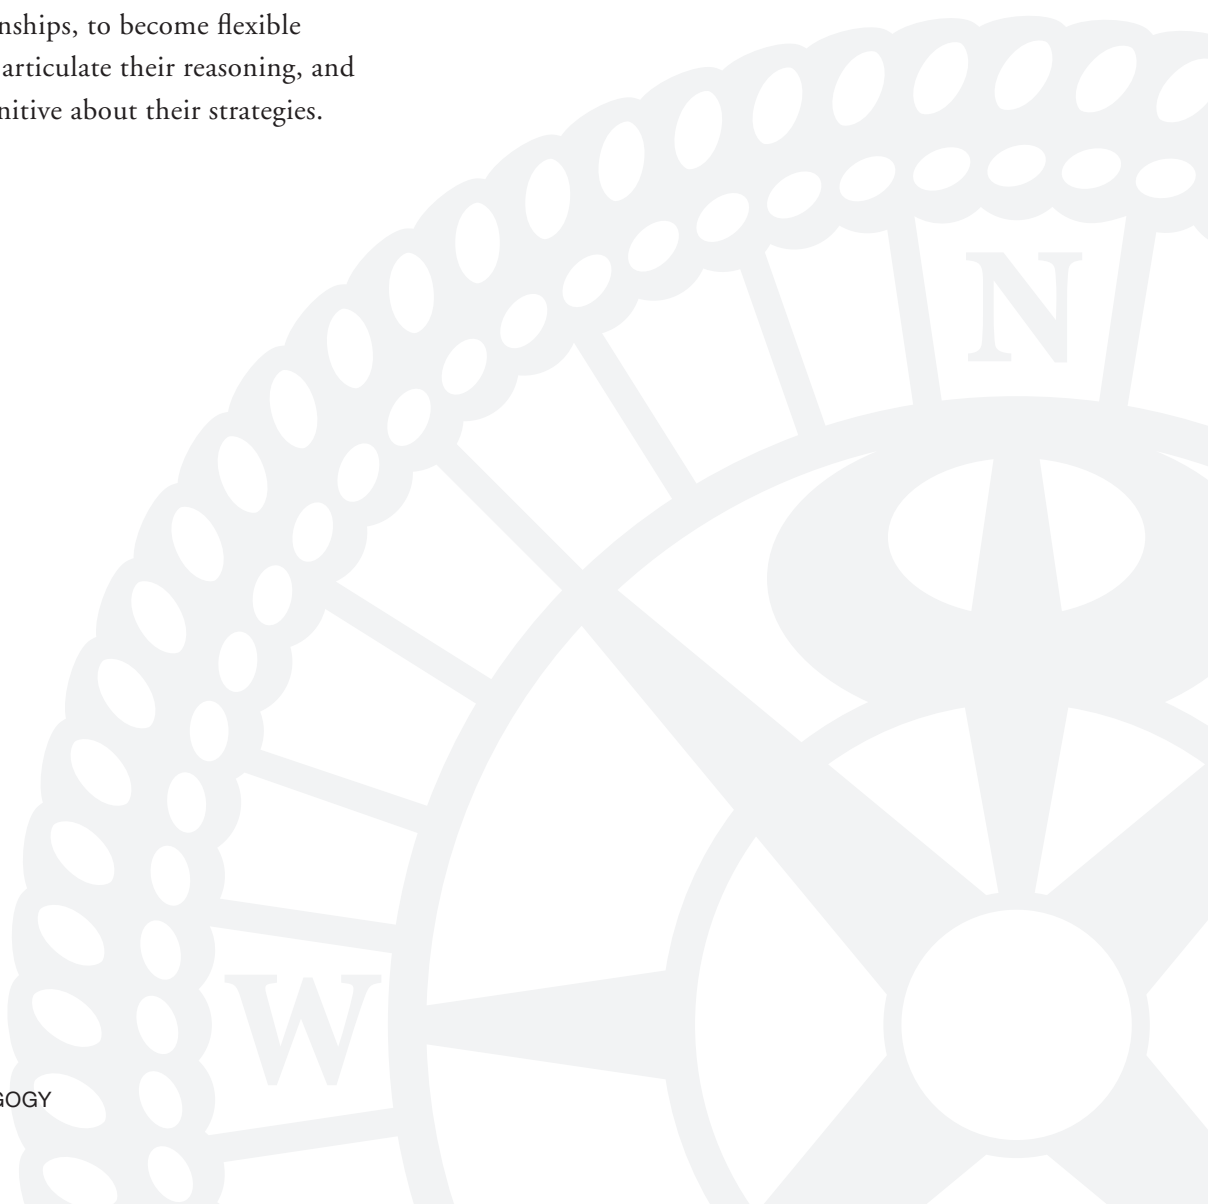 nships, to become flexible
articulate their reasoning, and
nitive about their strategies.
N
W
GOGY